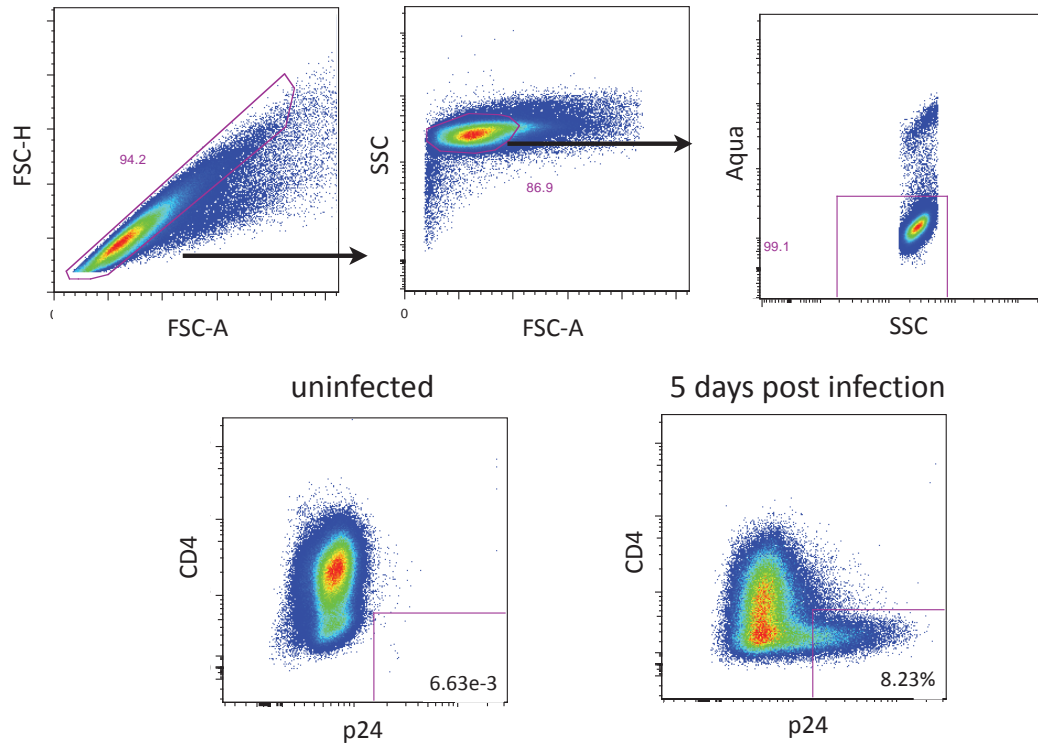 FSC-H
94.2
0
FSC-A
SSC
86.9
0
FSC-A
Aqua
99.1
SSC
uninfected
5 days post infection
CD4
6.63e-3
p24
CD4
8.23%
p24